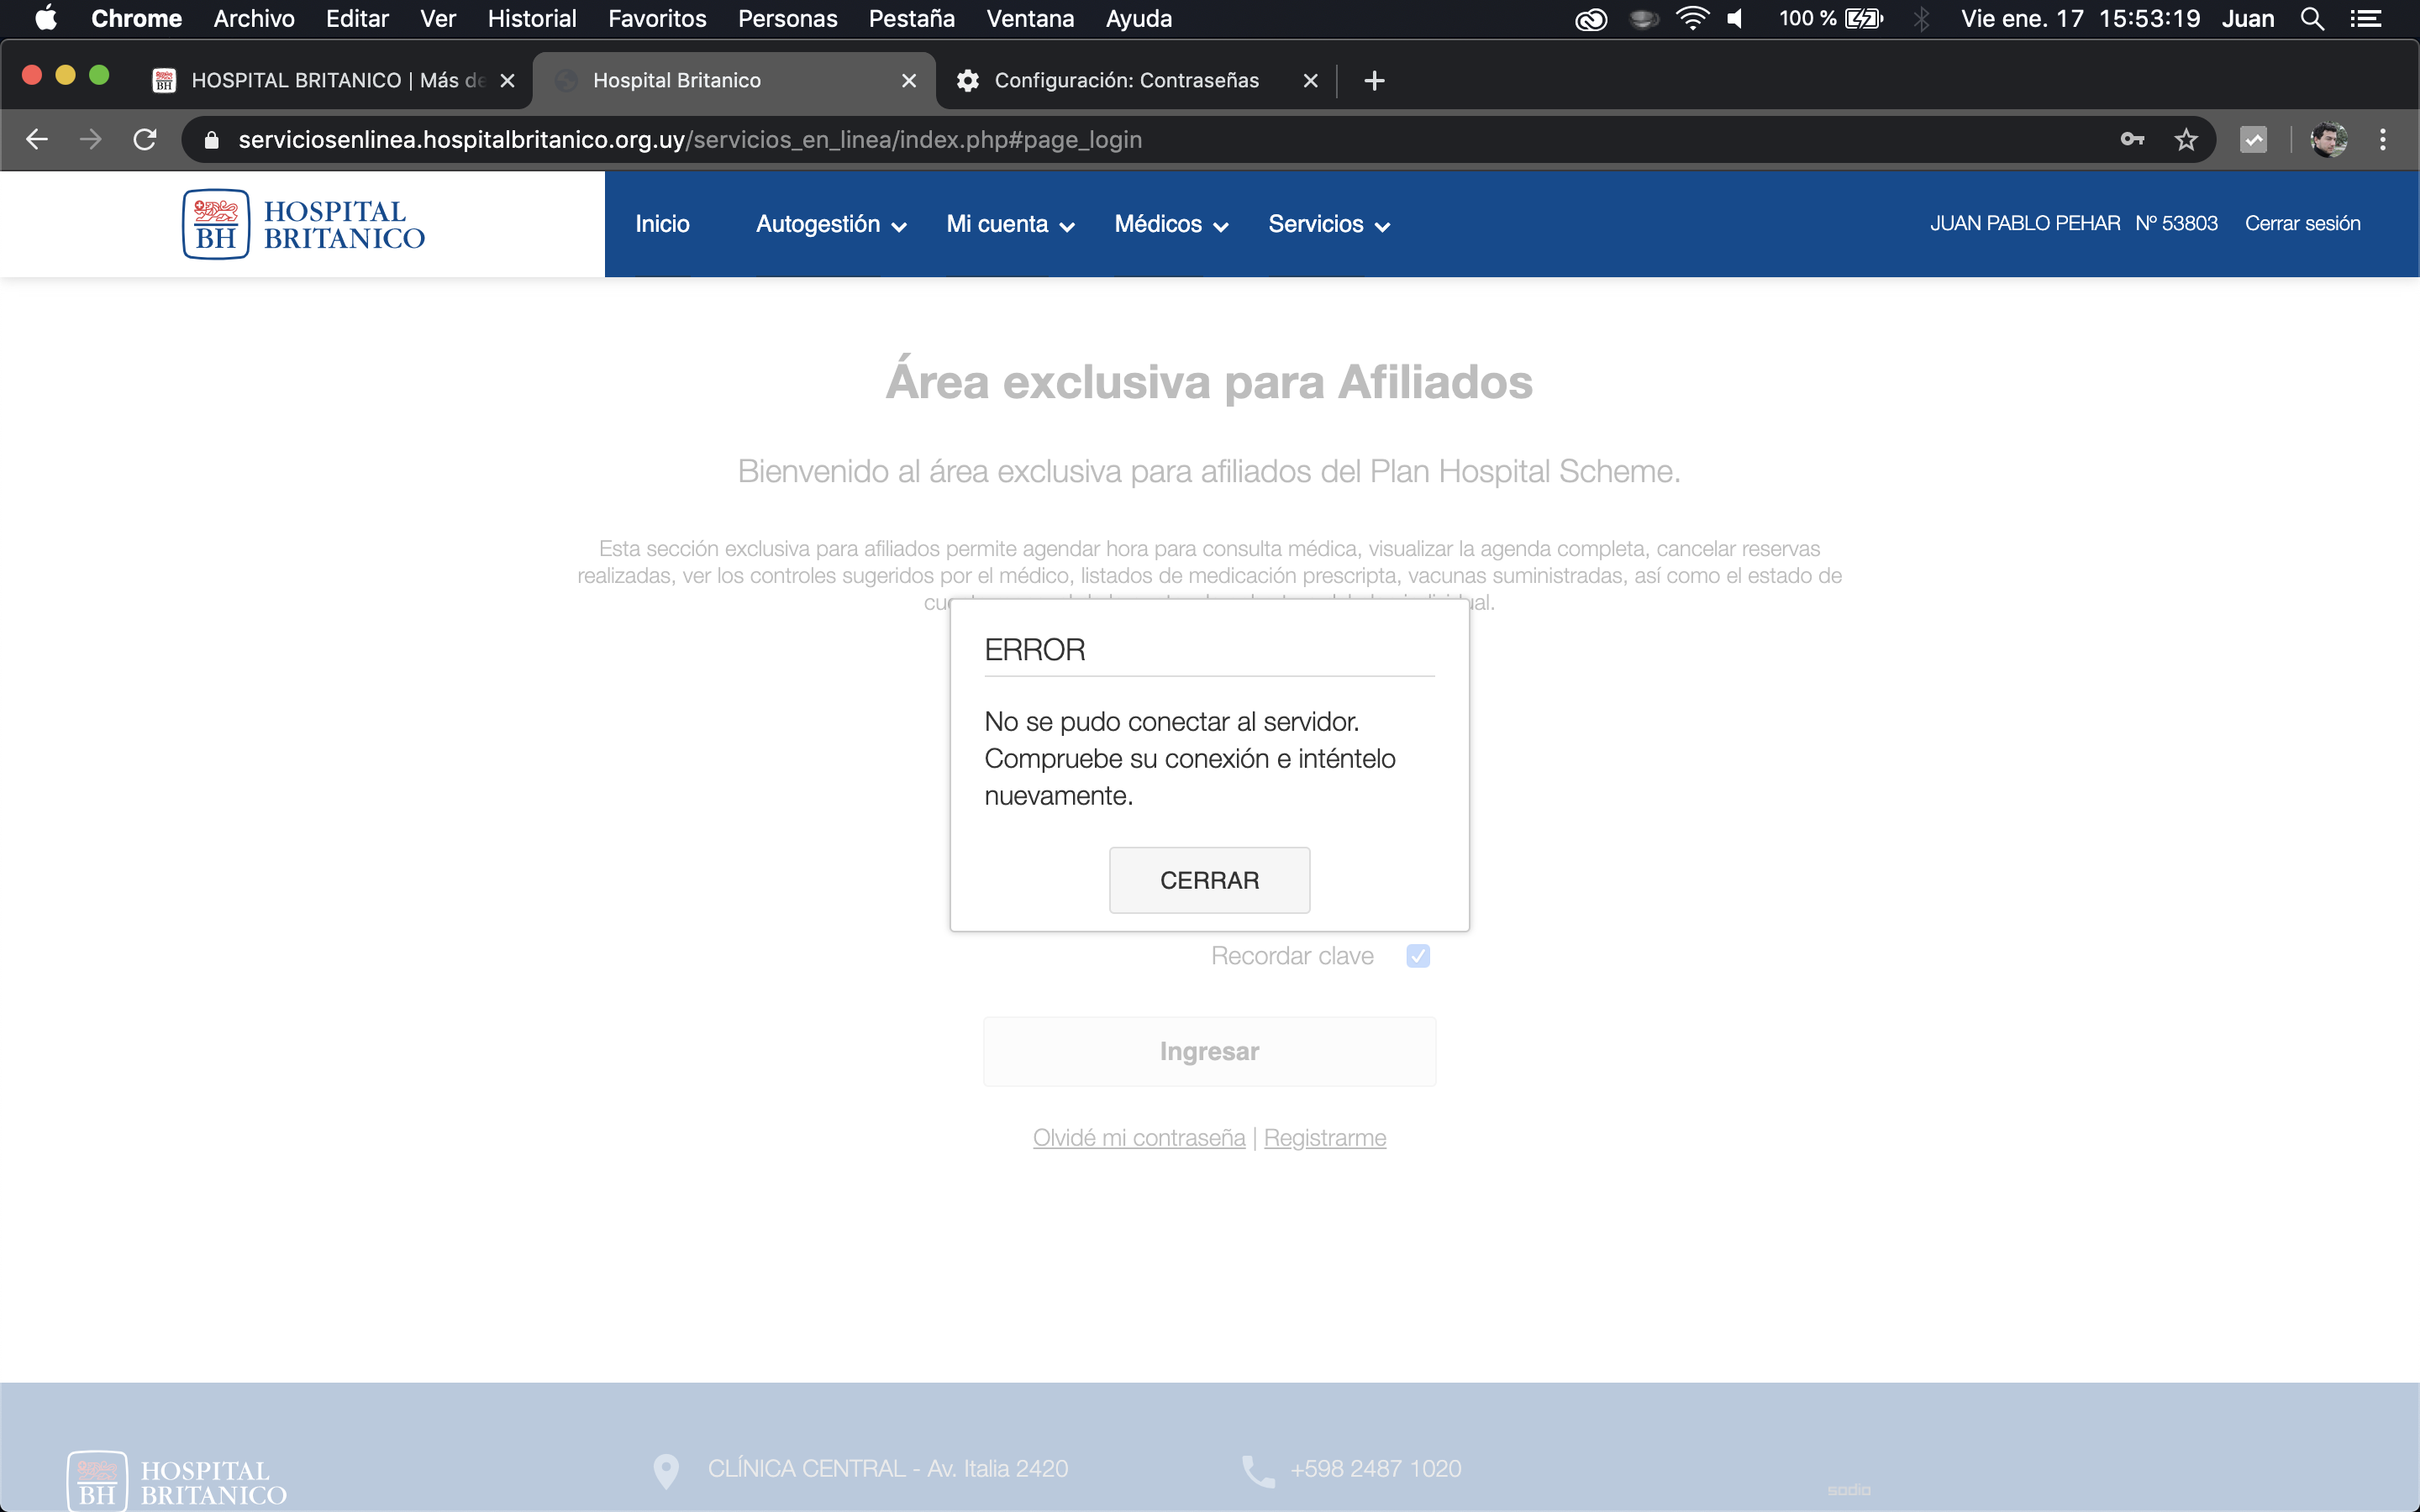 Chrome Archivo Editar Ver Historial Favoritos Personas Pestaña Ventana Ayuda 100 % Vie ene. 17 15:53:19 Juan
HOSPITAL BRITANICO | Más de Hospital Britanico Configuración: Contraseñas
serviciosenlinea.hospitalbritanico.org.uy/servicios_en_linea/index.php#page_login
BH HOSPITAL BRITANICO
Inicio Autogestión Mi cuenta Médicos Servicios JUAN PABLO PEHAR Nº 53803 Cerrar sesión
Área exclusiva para Afiliados
Bienvenido al área exclusiva para afiliados del Plan Hospital Scheme.
Esta sección exclusiva para afiliados permite agendar hora para consulta médica, visualizar la agenda completa, cancelar reservas
realizadas, ver los controles sugeridos por el médico, listados de medicación prescripta, vacunas suministradas, así como el estado de
ERROR
No se pudo conectar al servidor.
Compruebe su conexión e inténtelo
nuevamente.
CERRAR
Recordar clave
Ingresar
Olvidé mi contraseña | Registrarme
BH HOSPITAL BRITANICO
CLÍNICA CENTRAL - Av. Italia 2420 +598 2487 1020
sodio